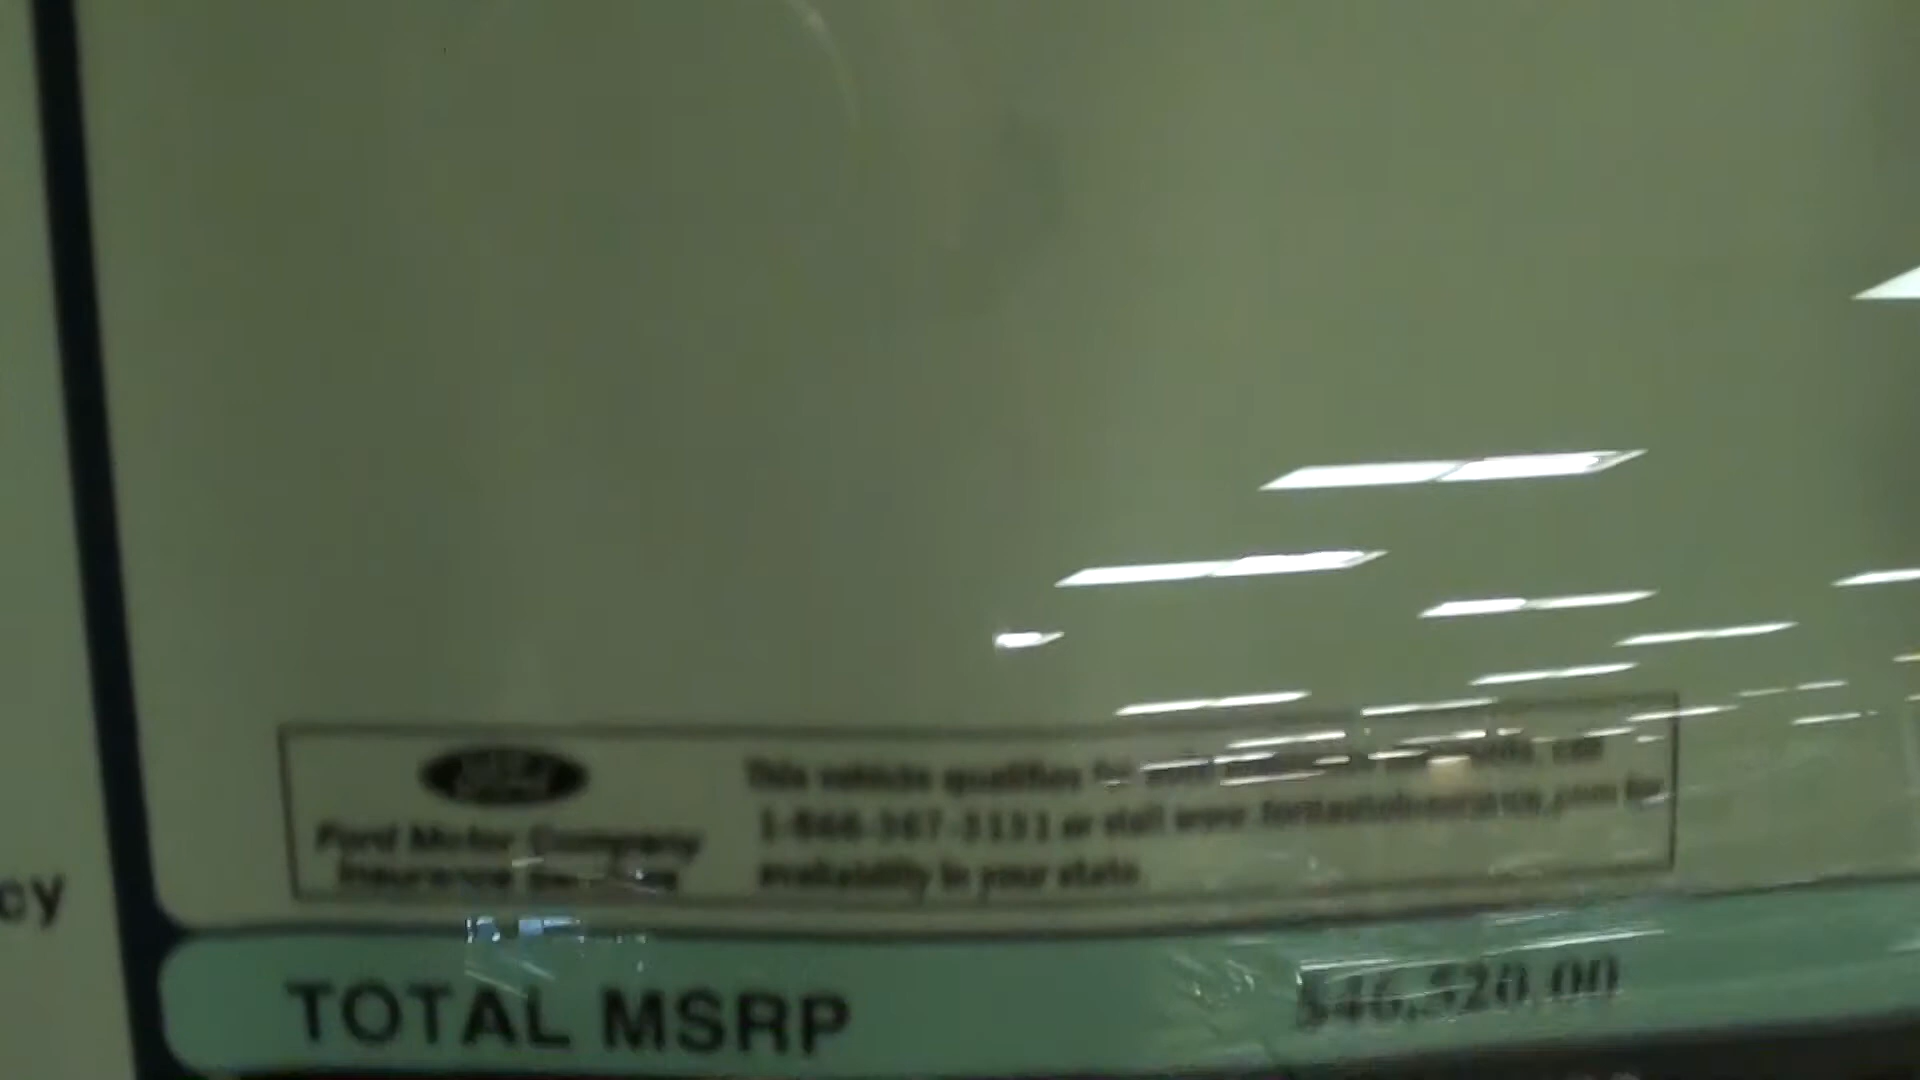 This vehicle qualifies for
1-866-367-3131 or visit www.
Ford Motor Company
availability in your state.
Insurance Services
cy
TOTAL MSRP $46,520.00